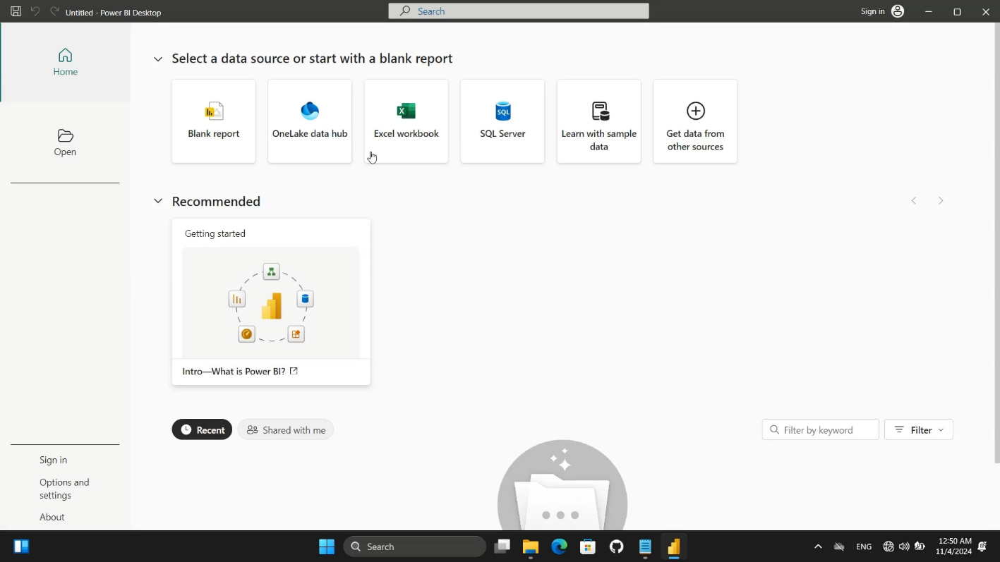 Untitled - Power BI Desktop
Search
Sign in
Home
Open
Sign in
Options and
settings
About
Select a data source or start with a blank report
Blank report
OneLake data hub
Excel workbook
SQL
SQL Server
Learn with sample
data
Get data from
other sources
Recommended
Getting started
Intro—What is Power BI?
Recent
Shared with me
Filter by keyword
Filter
Search
ENG
12:50 AM
11/4/2024